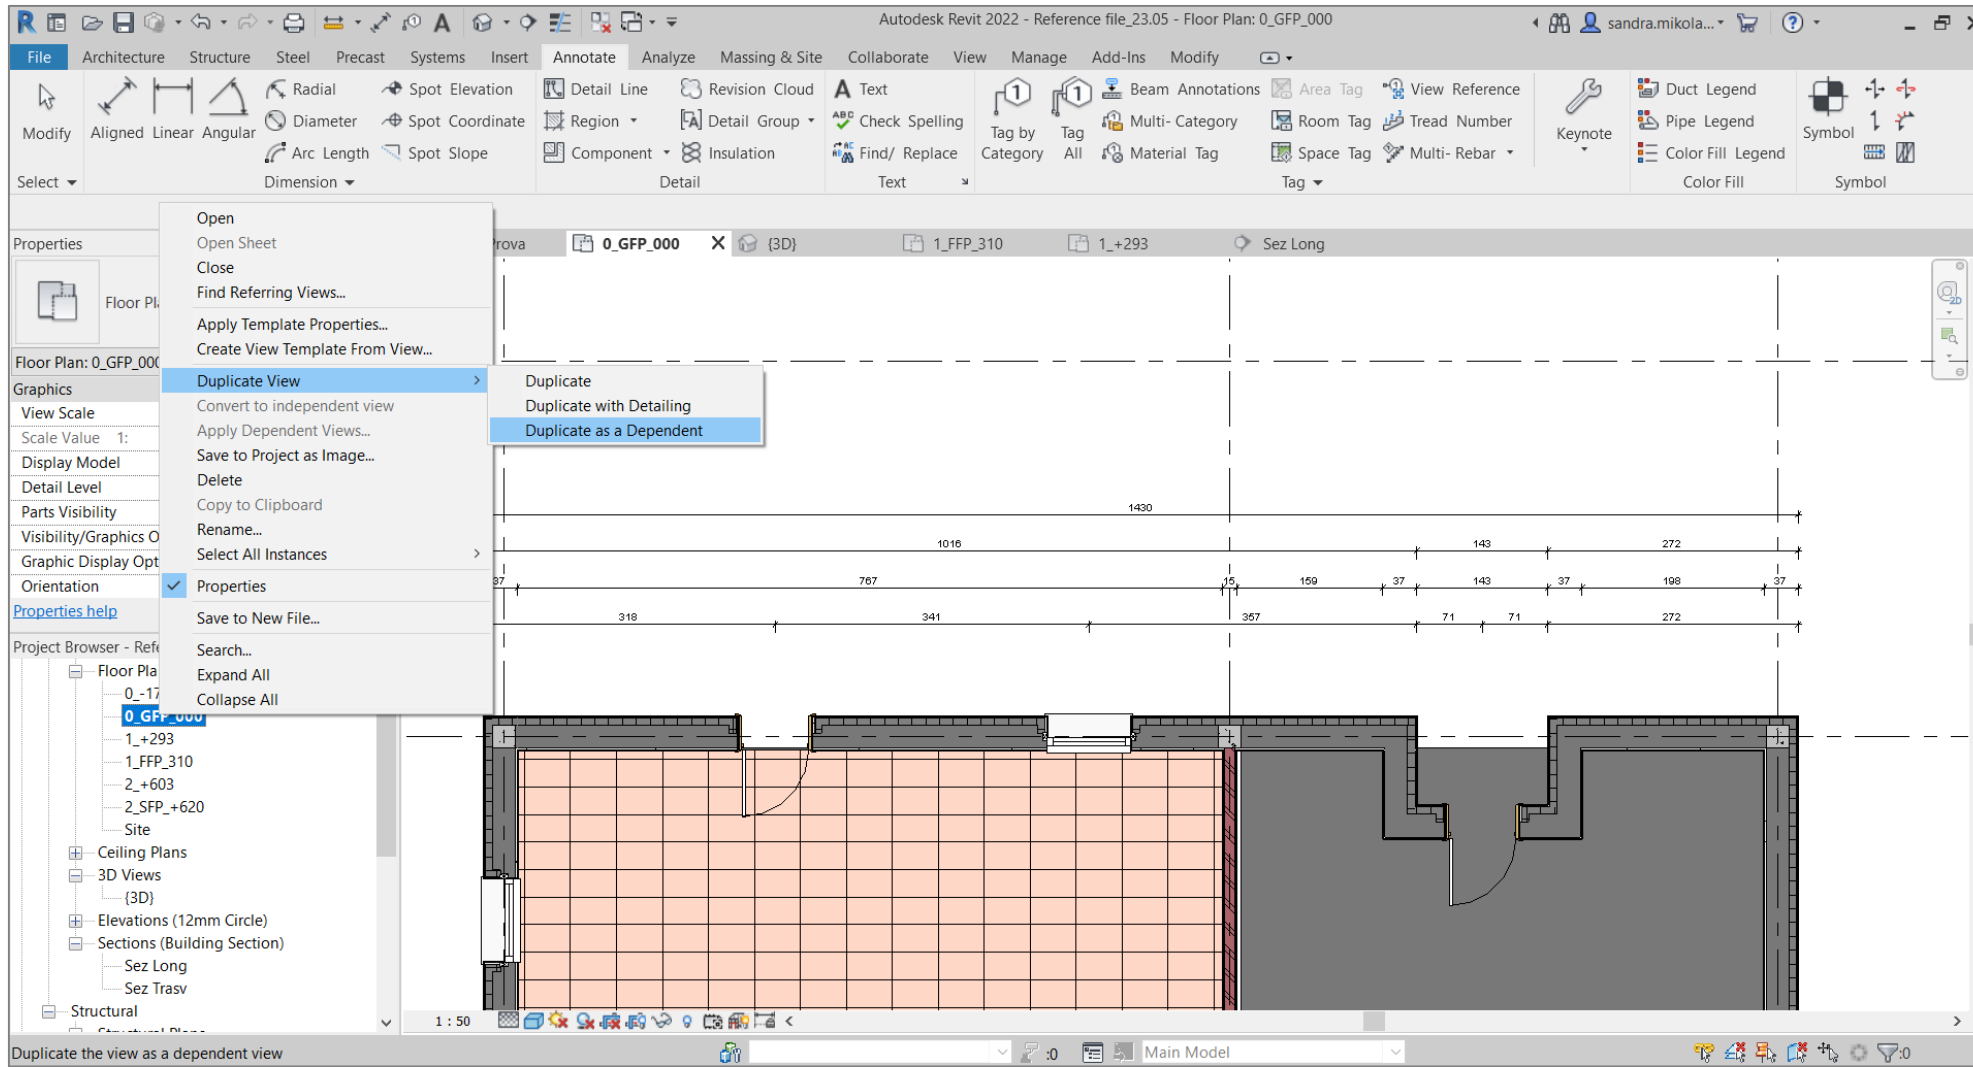 Autodesk Revit 2022 - Reference file_23.05 - Floor Plan: 0_GFP_000
sandra.mikola...
File Architecture Structure Steel Precast Systems Insert Annotate Analyze Massing & Site Collaborate View Manage Add-Ins Modify
Radial Spot Elevation Detail Line Revision Cloud A Text Beam Annotations Area Tag View Reference Duct Legend
Modify Aligned Linear Angular Diameter Spot Coordinate Region Detail Group Check Spelling Tag by Category Tag All Multi- Category Room Tag Tread Number Keynote Pipe Legend Symbol
Arc Length Spot Slope Component Insulation Find/ Replace Material Tag Space Tag Multi- Rebar Color Fill Legend
Select Dimension Detail Text Tag Color Fill Symbol
Properties
rova 0_GFP_000 {3D} 1_FFP_310 1_+293 Sez Long
Floor Pl
Floor Plan: 0_GFP_000
Graphics
View Scale
Scale Value 1:
Display Model
Detail Level
Parts Visibility
Visibility/Graphics O
Graphic Display Opt
Orientation
Properties help
Open
Open Sheet
Close
Find Referring Views...
Apply Template Properties...
Create View Template From View...
Duplicate View
Convert to independent view
Apply Dependent Views...
Save to Project as Image...
Delete
Copy to Clipboard
Rename...
Select All Instances
Properties
Save to New File...
Search...
Expand All
Collapse All
Duplicate
Duplicate with Detailing
Duplicate as a Dependent
2D
1430
1016 143 272
37 767 15 159 37 143 37 198 37
318 341 357 71 71 272
Project Browser - Refe
Floor Pla
0_-17
0_GFP_000
1_+293
1_FFP_310
2_+603
2_SFP_+620
Site
Ceiling Plans
3D Views
{3D}
Elevations (12mm Circle)
Sections (Building Section)
Sez Long
Sez Trasv
Structural
Structural Plans
1 : 50
Duplicate the view as a dependent view
:0
Main Model
:0